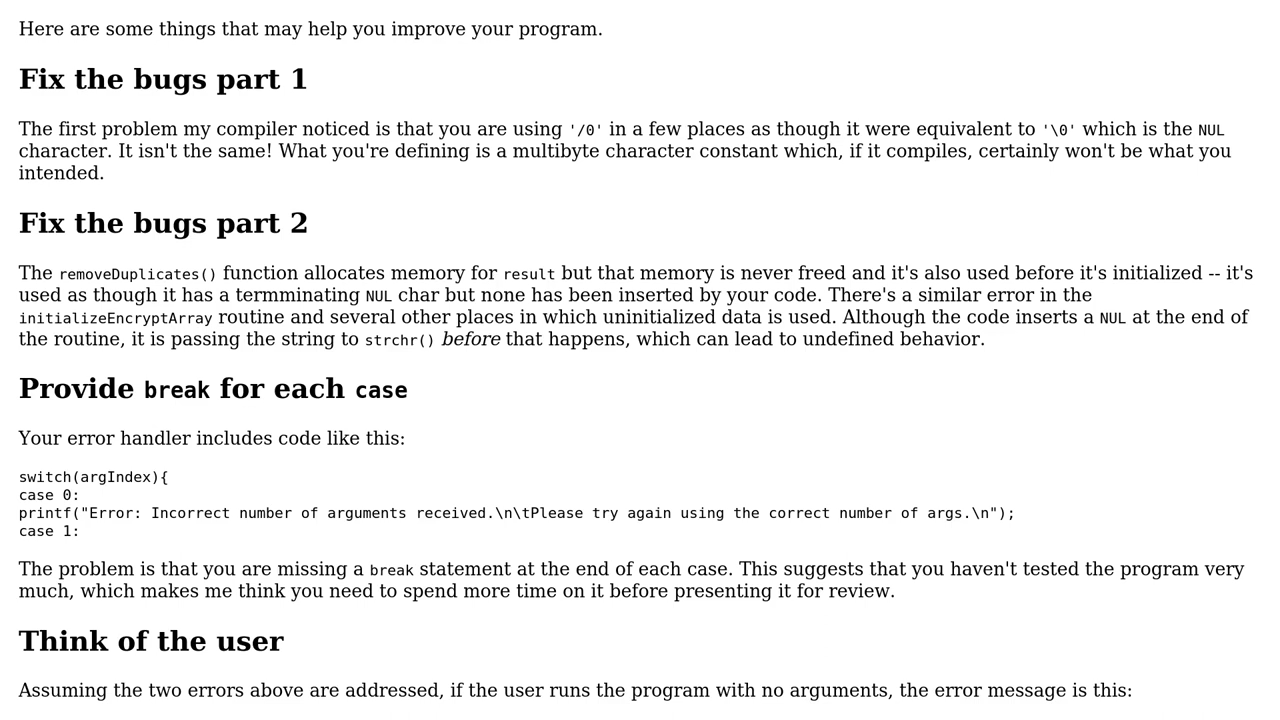 Here are some things that may help you improve your program.
Fix the bugs part 1
The first problem my compiler noticed is that you are using '/0' in a few places as though it were equivalent to '\0' which is the NUL
character. It isn't the same! What you're defining is a multibyte character constant which, if it compiles, certainly won't be what you
intended.
Fix the bugs part 2
The removeDuplicates() function allocates memory for result but that memory is never freed and it's also used before it's initialized -- it's
used as though it has a termminating NUL char but none has been inserted by your code. There's a similar error in the
initializeEncryptArray routine and several other places in which uninitialized data is used. Although the code inserts a NUL at the end of
the routine, it is passing the string to strchr() before that happens, which can lead to undefined behavior.
Provide break for each case
Your error handler includes code like this:
switch(argIndex){
case 0:
printf("Error: Incorrect number of arguments received.\n\tPlease try again using the correct number of args.\n");
case 1:
The problem is that you are missing a break statement at the end of each case. This suggests that you haven't tested the program very
much, which makes me think you need to spend more time on it before presenting it for review.
Think of the user
Assuming the two errors above are addressed, if the user runs the program with no arguments, the error message is this: